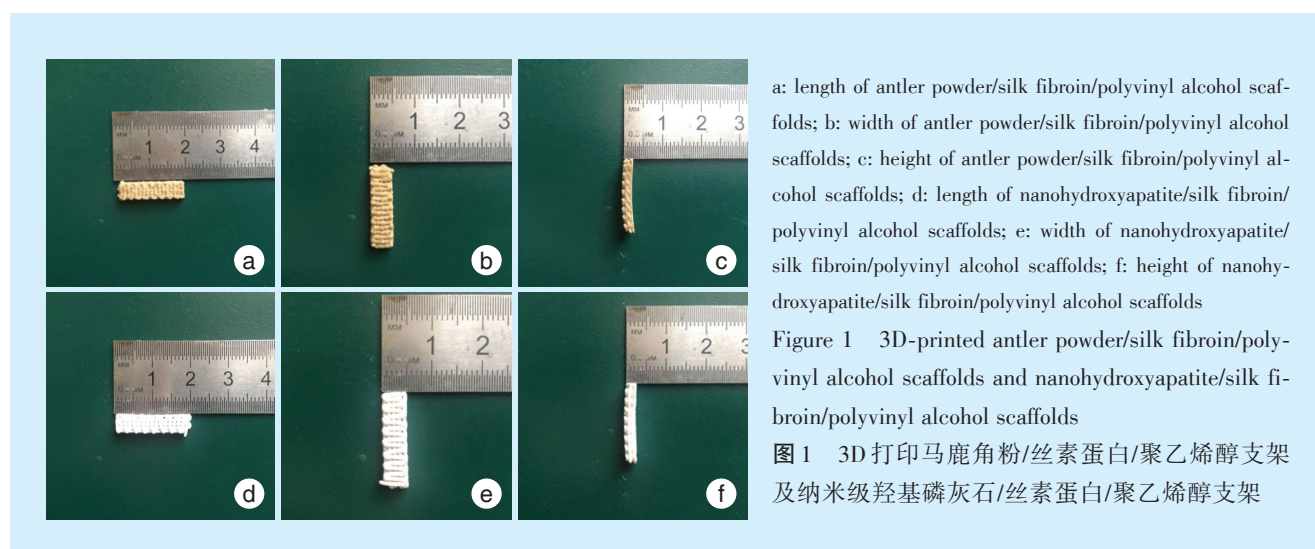 MM 1 2 3 4
a
MM 1 2 3
b
1 2 3
c
a: length of antler powder/silk fibroin/polyvinyl alcohol scaf-
folds; b: width of antler powder/silk fibroin/polyvinyl alcohol
scaffolds; c: height of antler powder/silk fibroin/polyvinyl al-
cohol scaffolds; d: length of nanohydroxyapatite/silk fibroin/
polyvinyl alcohol scaffolds; e: width of nanohydroxyapatite/
silk fibroin/polyvinyl alcohol scaffolds; f: height of nanohy-
droxyapatite/silk fibroin/polyvinyl alcohol scaffolds
MM 1 2 3 4
d
MM 1 2
e
MM 1 2 3
f
Figure 1 3D-printed antler powder/silk fibroin/poly-
vinyl alcohol scaffolds and nanohydroxyapatite/silk fi-
broin/polyvinyl alcohol scaffolds
图1 3D打印马鹿角粉/丝素蛋白/聚乙烯醇支架
及纳米级羟基磷灰石/丝素蛋白/聚乙烯醇支架